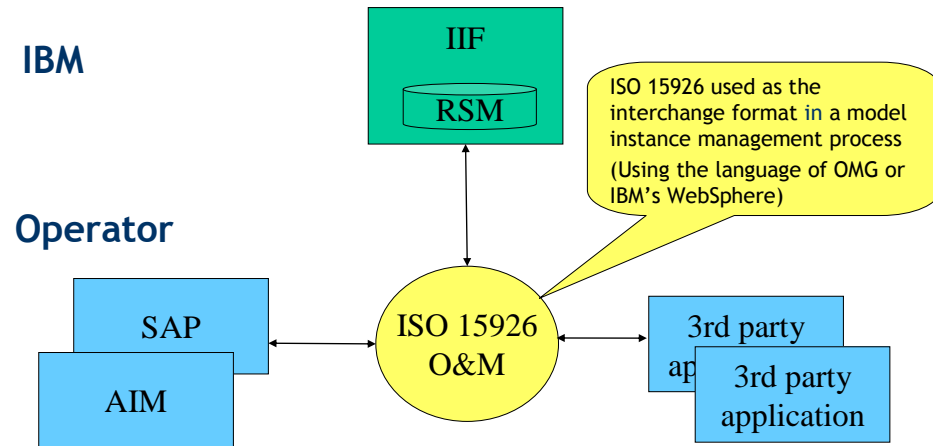 IBM
IIF
RSM
ISO 15926 used as the
interchange format in a model
instance management process
(Using the language of OMG or
IBM's WebSphere)
Operator
SAP
AIM
ISO 15926
O&M
3rd party
3rd party
application